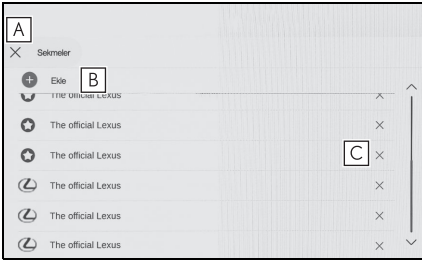 A
Sekmeler
Ekle B
The official Lexus
The official Lexus
The official Lexus C
The official Lexus
The official Lexus
The official Lexus